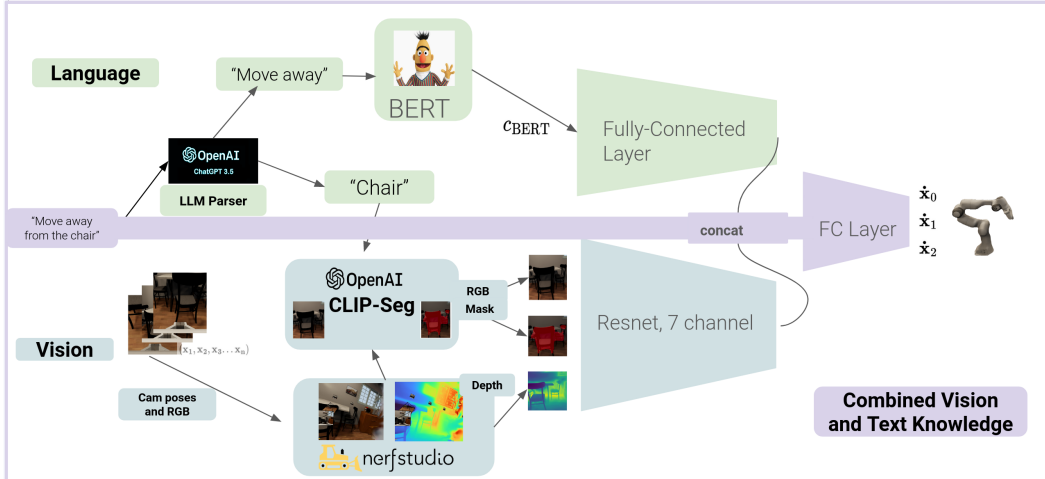 Language
“Move away”
BERT
c_BERT
Fully-Connected
Layer
OpenAI
ChatGPT 3.5
LLM Parser
“Chair”
“Move away
from the chair”
concat
FC Layer
ẋ₀
ẋ₁
ẋ₂
OpenAI
CLIP-Seg
RGB
Mask
Resnet, 7 channel
Vision
(x₁, x₂, x₃…xₙ)
Cam poses
and RGB
Depth
nerfstudio
Combined Vision
and Text Knowledge